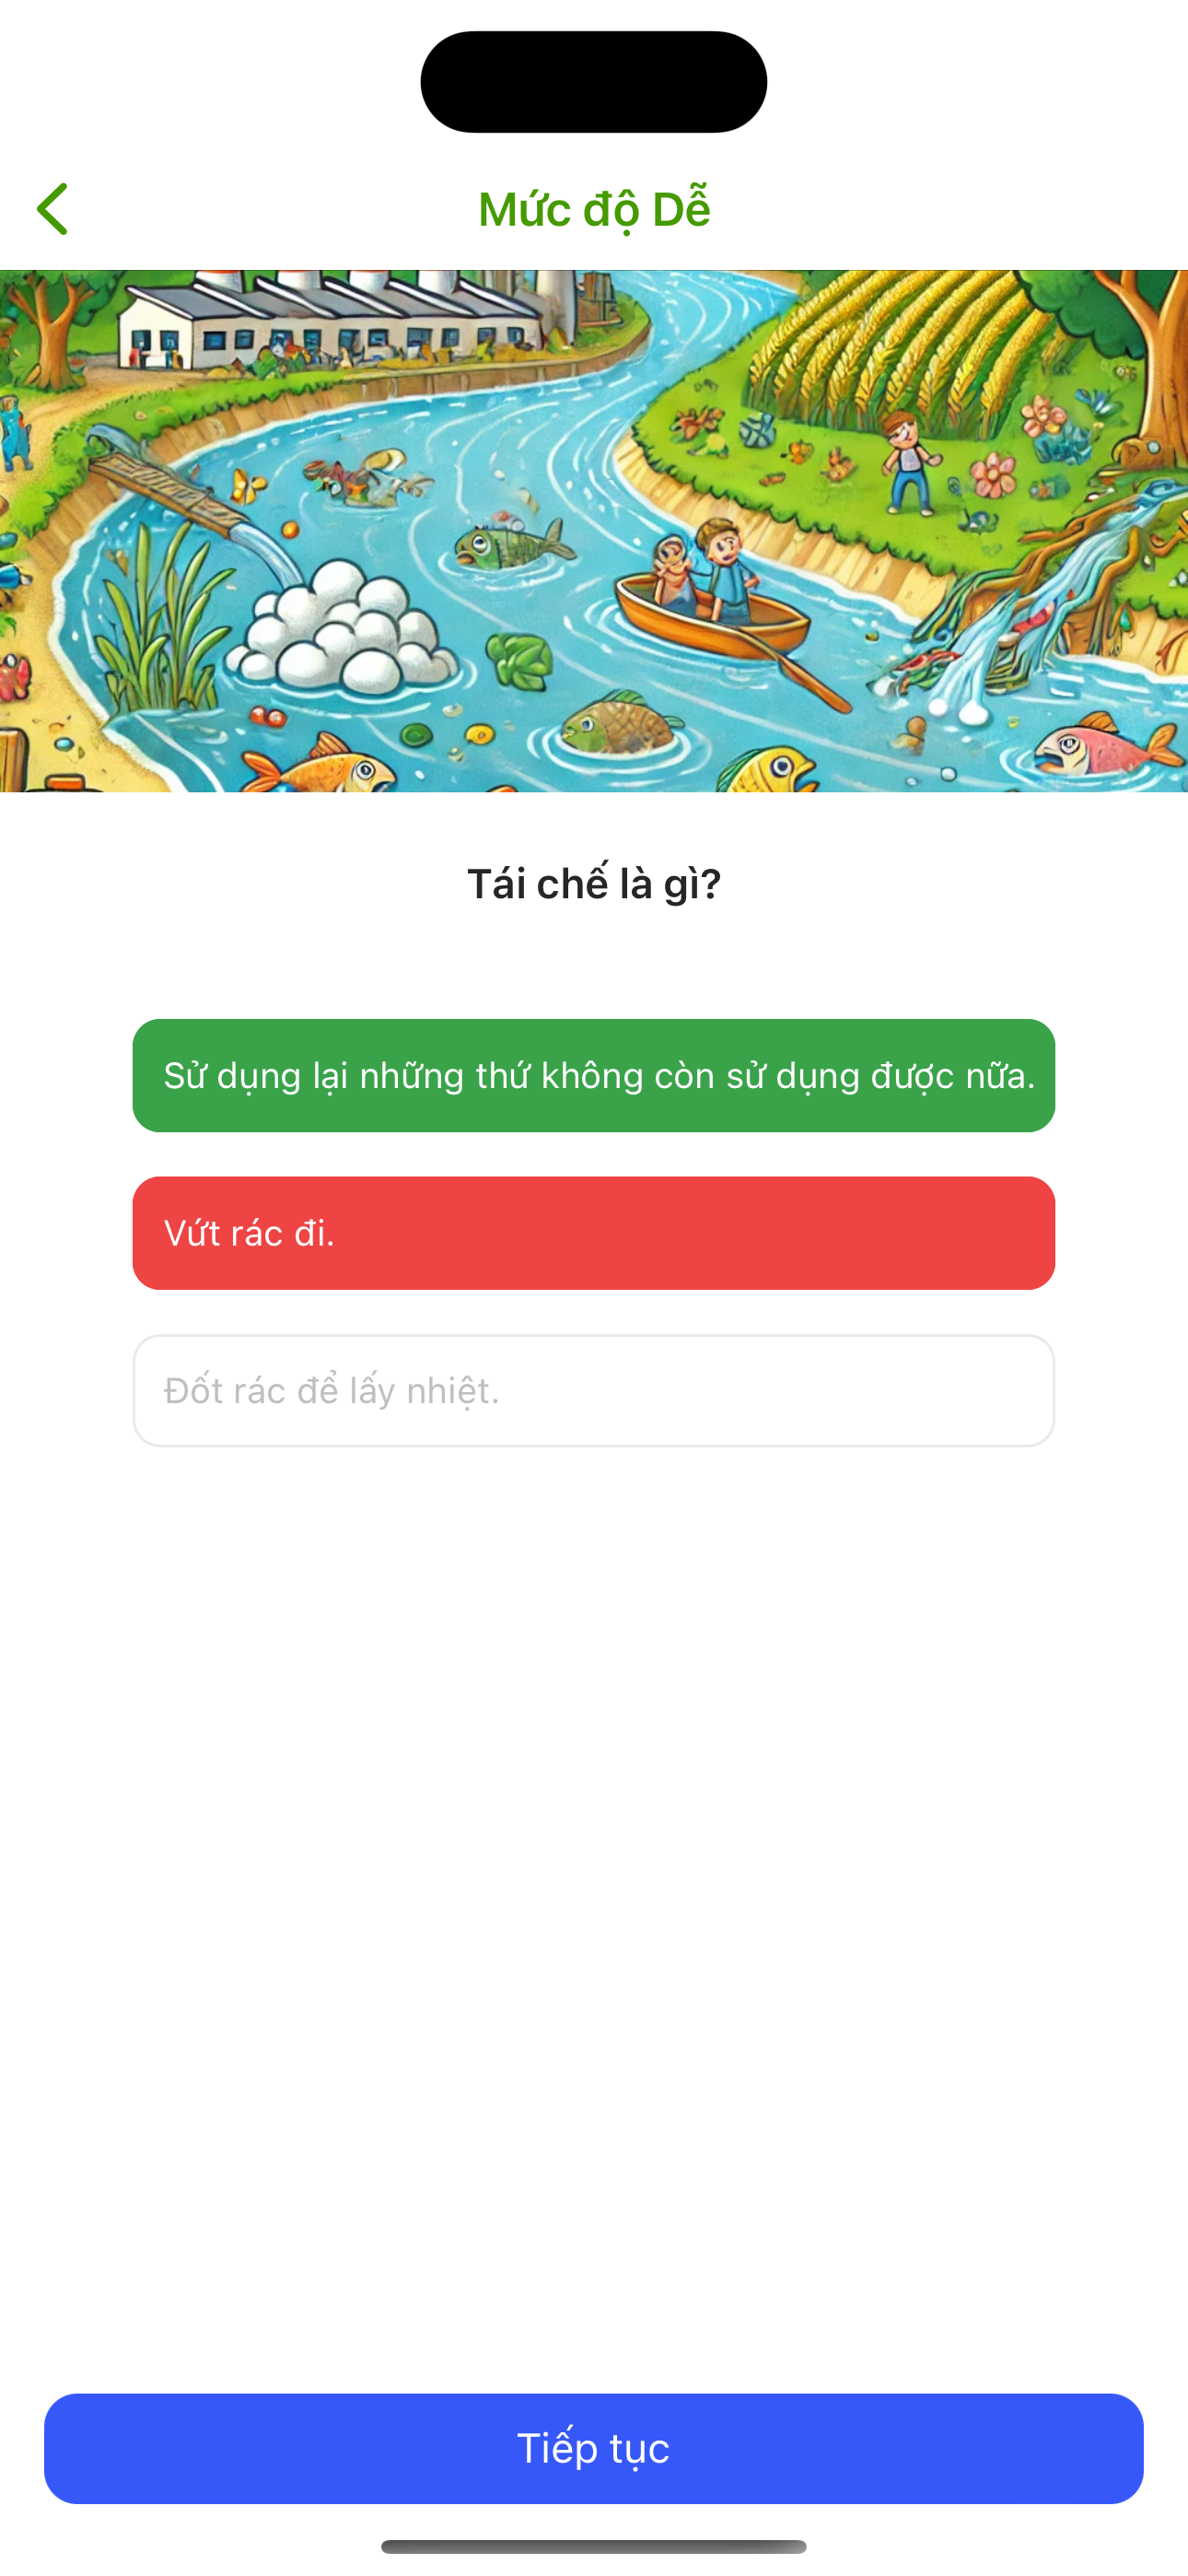 Mức độ Dễ
Tái chế là gì?
Sử dụng lại những thứ không còn sử dụng được nữa.
Vứt rác đi.
Đốt rác để lấy nhiệt.
Tiếp tục